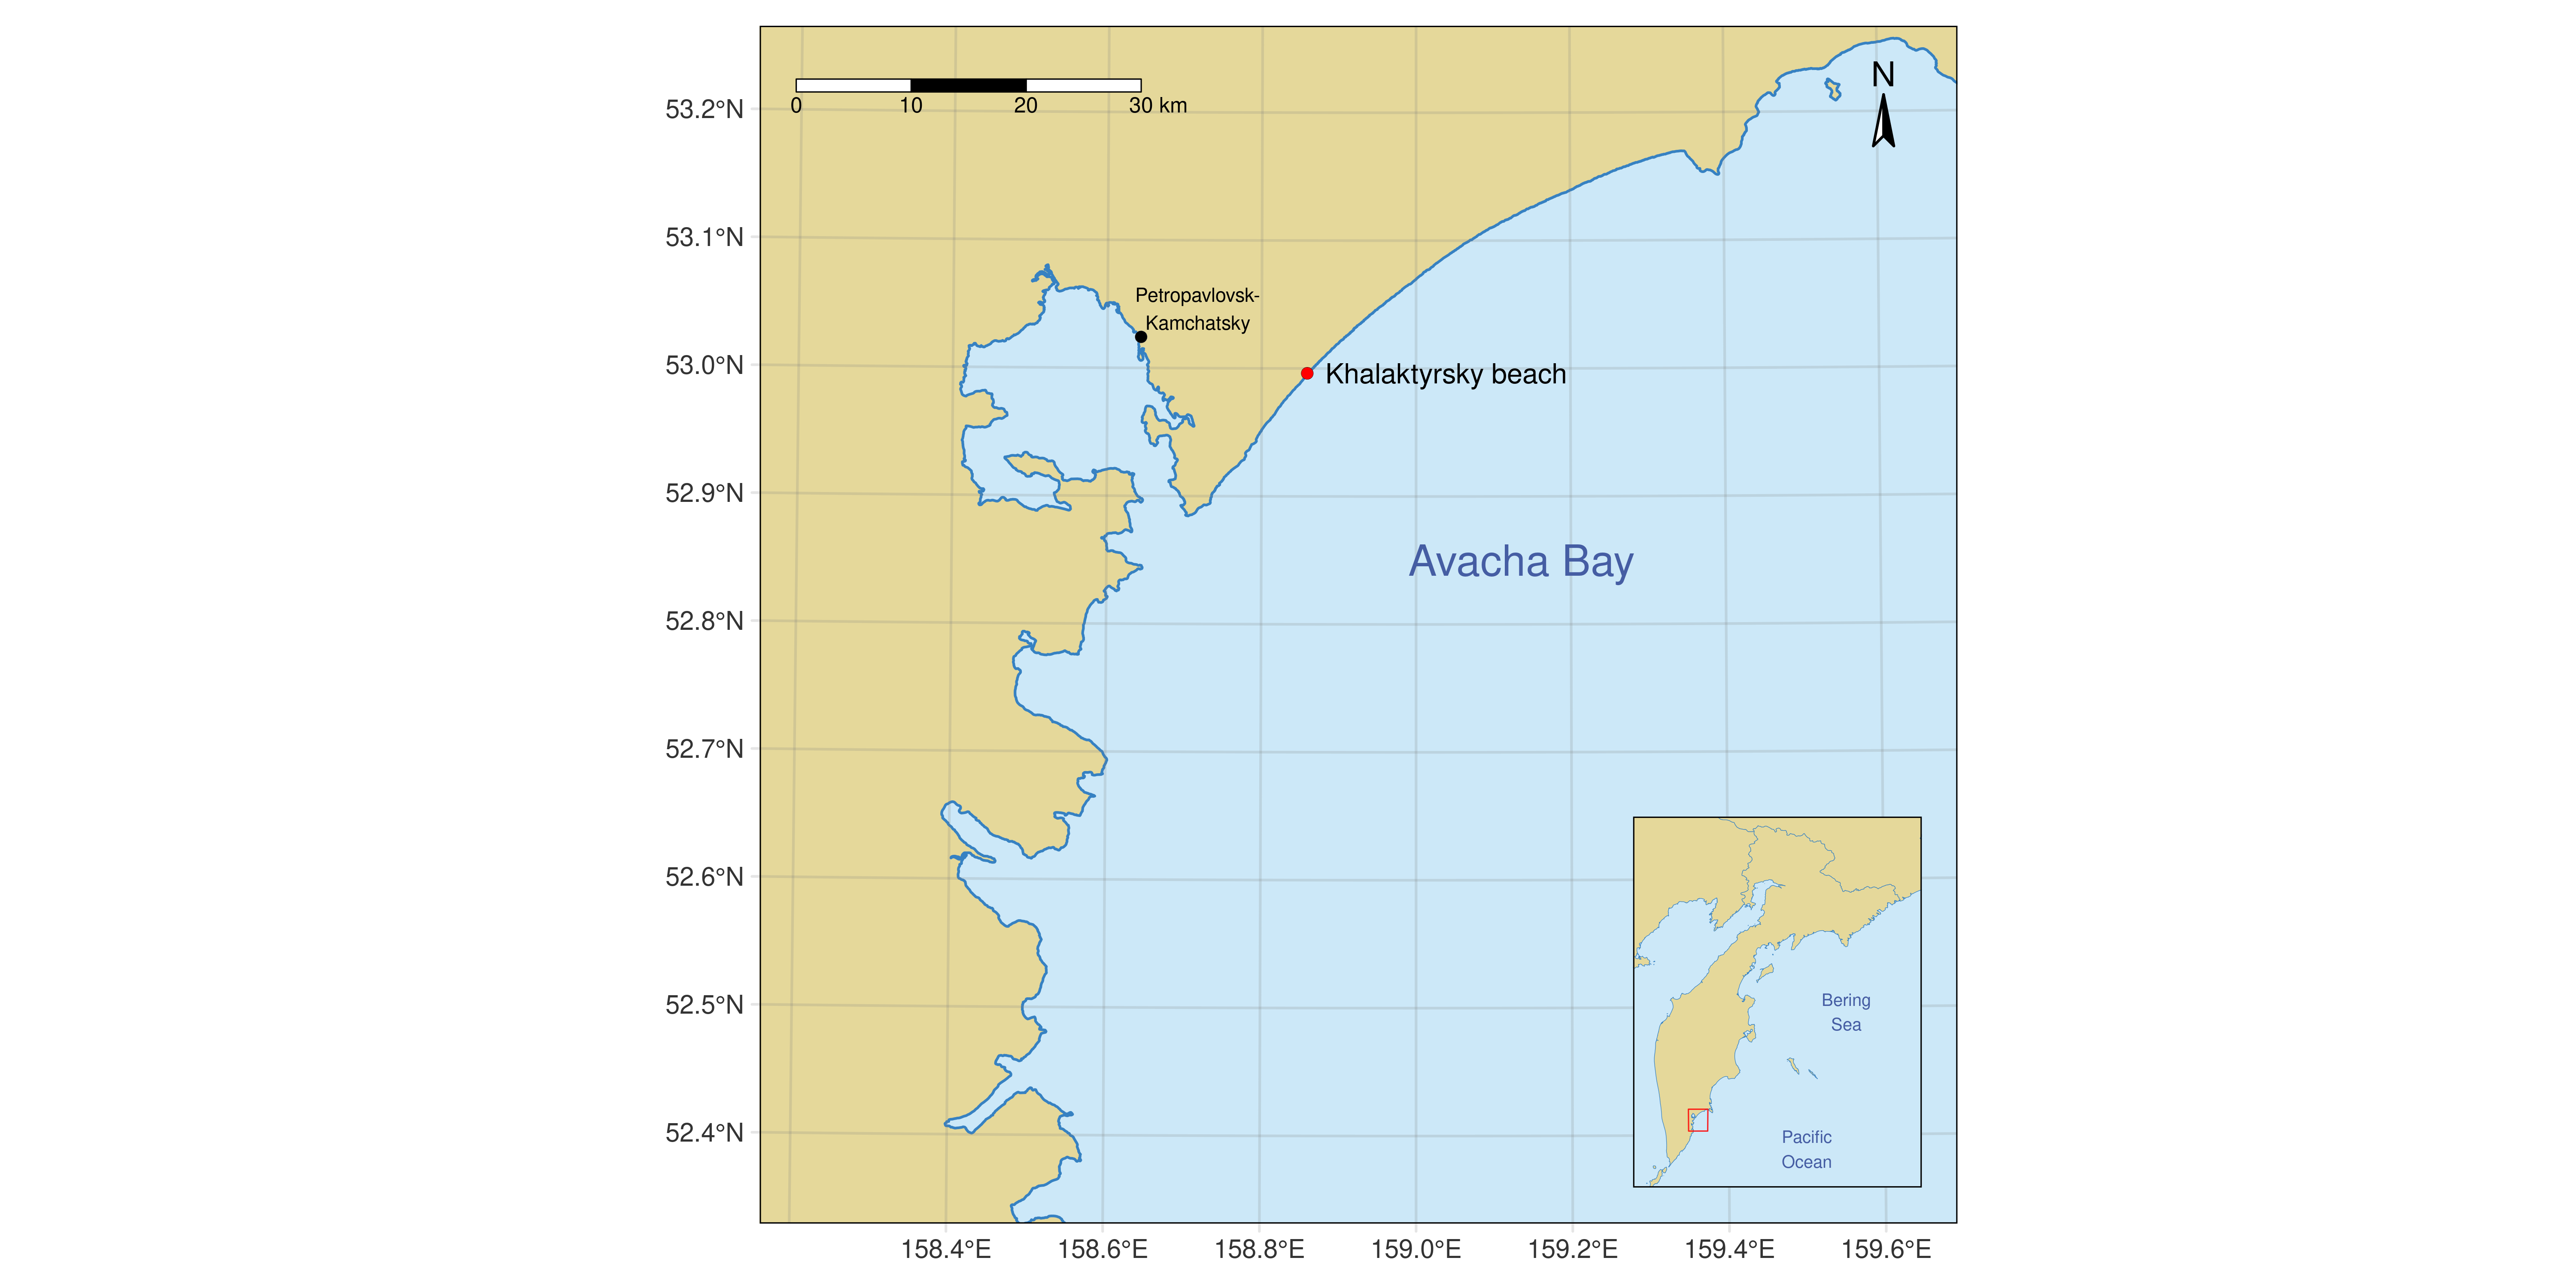 N
0 10 20 30 km
53.2°N
53.1°N
Petropavlovsk-
Kamchatsky
53.0°N
Khalaktyrsky beach
52.9°N
Avacha Bay
52.8°N
52.7°N
52.6°N
52.5°N
Bering
Sea
52.4°N
Pacific
Ocean
158.4°E 158.6°E 158.8°E 159.0°E 159.2°E 159.4°E 159.6°E